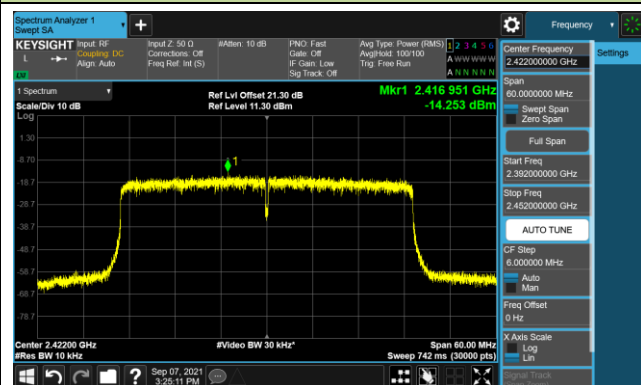 Spectrum Analyzer 1
Swept SA
Frequency
KEYSIGHT
Input: RF
Coupling: DC
Align: Auto
Input Z: 50 Ω
Corrections: Off
Freq Ref: Int (S)
#Atten: 10 dB
PNO: Fast
Gate: Off
IF Gain: Low
Sig Track: Off
Avg Type: Power (RMS)
Avg|Hold: 100/100
Trig: Free Run
1 2 3 4 5 6
A W W W W W
A N N N N N
L
1 Spectrum
Scale/Div 10 dB
Log
Ref Lvl Offset 21.30 dB
Ref Level 11.30 dBm
Mkr1 2.416 951 GHz
-14.253 dBm
1
1.30
-8.70
-18.7
-28.7
-38.7
-48.7
-58.7
-68.7
-78.7
Center 2.42200 GHz
#Res BW 10 kHz
#Video BW 30 kHz*
Span 60.00 MHz
Sweep 742 ms (30000 pts)
Center Frequency
2.422000000 GHz
Settings
Span
60.0000000 MHz
Swept Span
Zero Span
Full Span
Start Freq
2.392000000 GHz
Stop Freq
2.452000000 GHz
AUTO TUNE
CF Step
6.000000 MHz
Auto
Man
Freq Offset
0 Hz
X Axis Scale
Log
Lin
Signal Track
Sep 07, 2021
3:25:11 PM